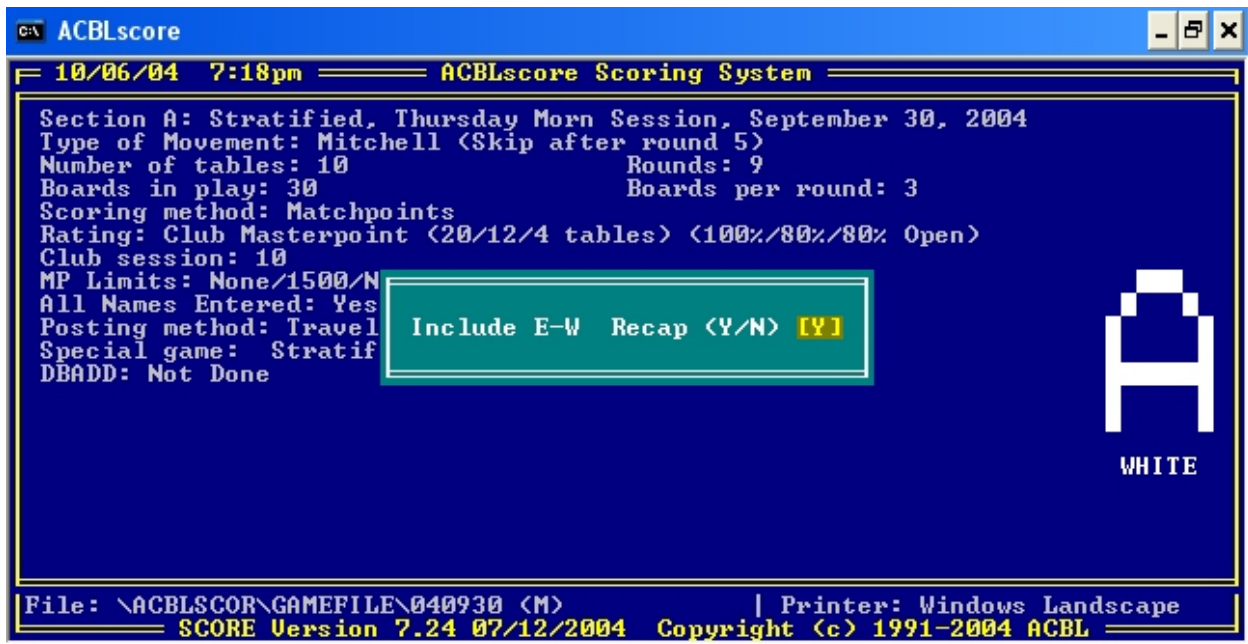 ACBLscore
10/06/04 7:18pm ACBLscore Scoring System
Section A: Stratified, Thursday Morn Session, September 30, 2004
Type of Movement: Mitchell (Skip after round 5)
Number of tables: 10 Rounds: 9
Boards in play: 30 Boards per round: 3
Scoring method: Matchpoints
Rating: Club Masterpoint (20/12/4 tables) (100%/80%/80% Open)
Club session: 10
MP Limits: None/1500/N
All Names Entered: Yes
Posting method: Travel
Special game: Stratif
DBADD: Not Done
Include E-W Recap (Y/N) [Y]
A
WHITE
File: \ACBLSCOR\GAMEFILE\040930 (M) | Printer: Windows Landscape
SCORE Version 7.24 07/12/2004 Copyright (c) 1991-2004 ACBL